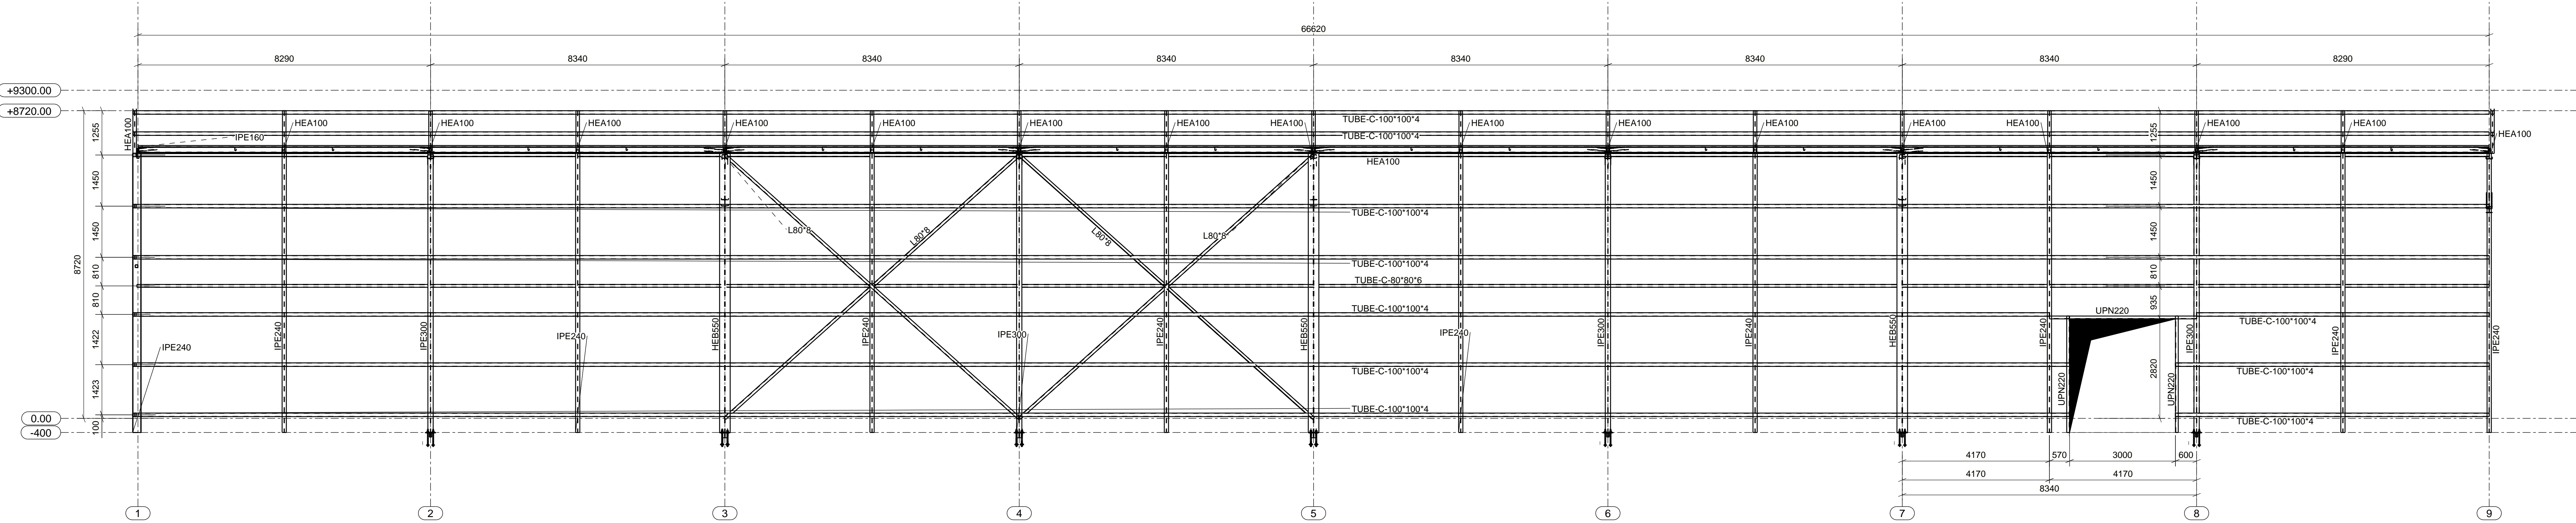 66620
8290 8340 8340 8340 8340 8340 8340 8290
+9300.00
+8720.00
HEA100 HEA100 HEA100 HEA100 HEA100 HEA100 HEA100 HEA100 HEA100 HEA100 HEA100 HEA100 HEA100 HEA100 HEA100 HEA100
TUBE-C-100*100*4
1255 HEA100 IPE160 TUBE-C-100*100*4 1255 HEA100
HEA100
1450 1450
TUBE-C-100*100*4
1450 L80*8 L80*8 L80*8 L80*8 1450
8720 810 TUBE-C-100*100*4 810
TUBE-C-80*80*6
810 TUBE-C-100*100*4 935 UPN220
TUBE-C-100*100*4
1422 IPE240 IPE240 IPE300 IPE240 HEB550 IPE240 IPE300 IPE240 HEB550 IPE240 IPE300 IPE240 HEB550 IPE240 IPE300 IPE240 IPE240
TUBE-C-100*100*4 2820 TUBE-C-100*100*4
1423 UPN220 UPN220
TUBE-C-100*100*4
0.00 TUBE-C-100*100*4
-400 100
4170 570 3000 600
4170 4170
8340
1 2 3 4 5 6 7 8 9